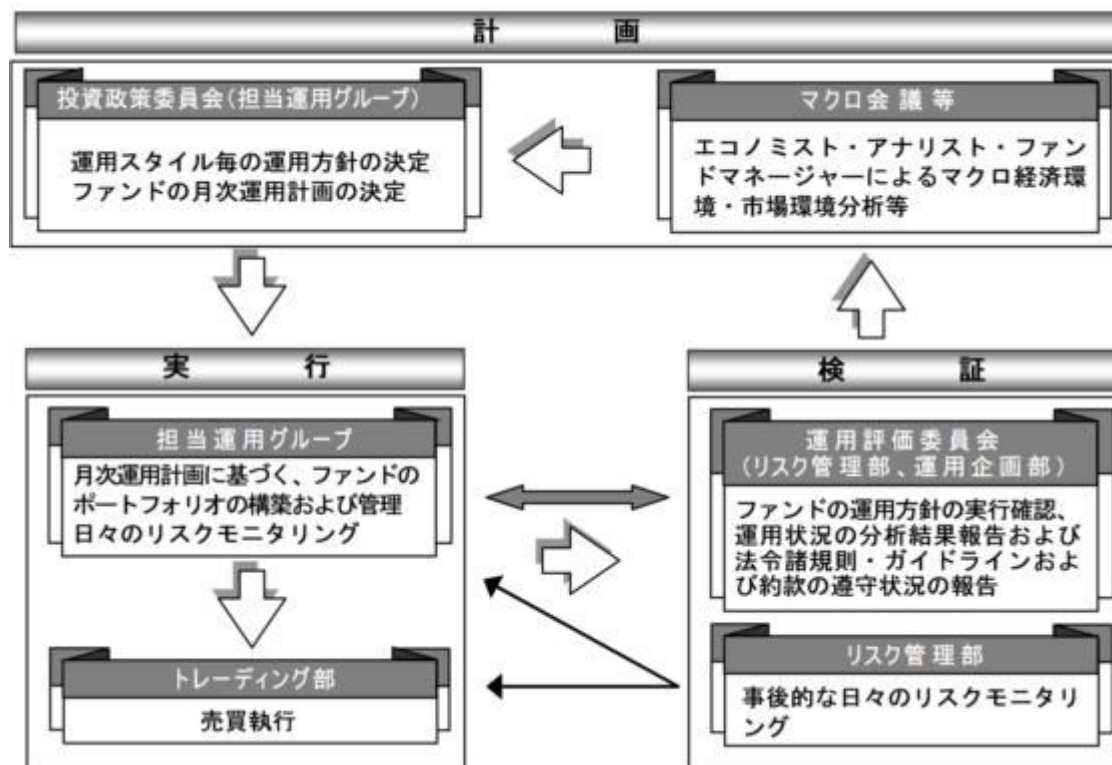 計画
投資政策委員会(担当運用グループ)
運用スタイル毎の運用方針の決定
ファンドの月次運用計画の決定
マクロ会議等
エコノミスト・アナリスト・ファン
ドマネージャーによるマクロ経済環
境・市場環境分析等
実行
担当運用グループ
月次運用計画に基づく、ファンドの
ポートフォリオの構築および管理
日々のリスクモニタリング
トレーディング部
売買執行
検証
運用評価委員会
(リスク管理部、運用企画部)
ファンドの運用方針の実行確認、
運用状況の分析結果報告および
法令諸規則・ガイドラインおよ
び約款の遵守状況の報告
リスク管理部
事後的な日々のリスクモニタリ
ング